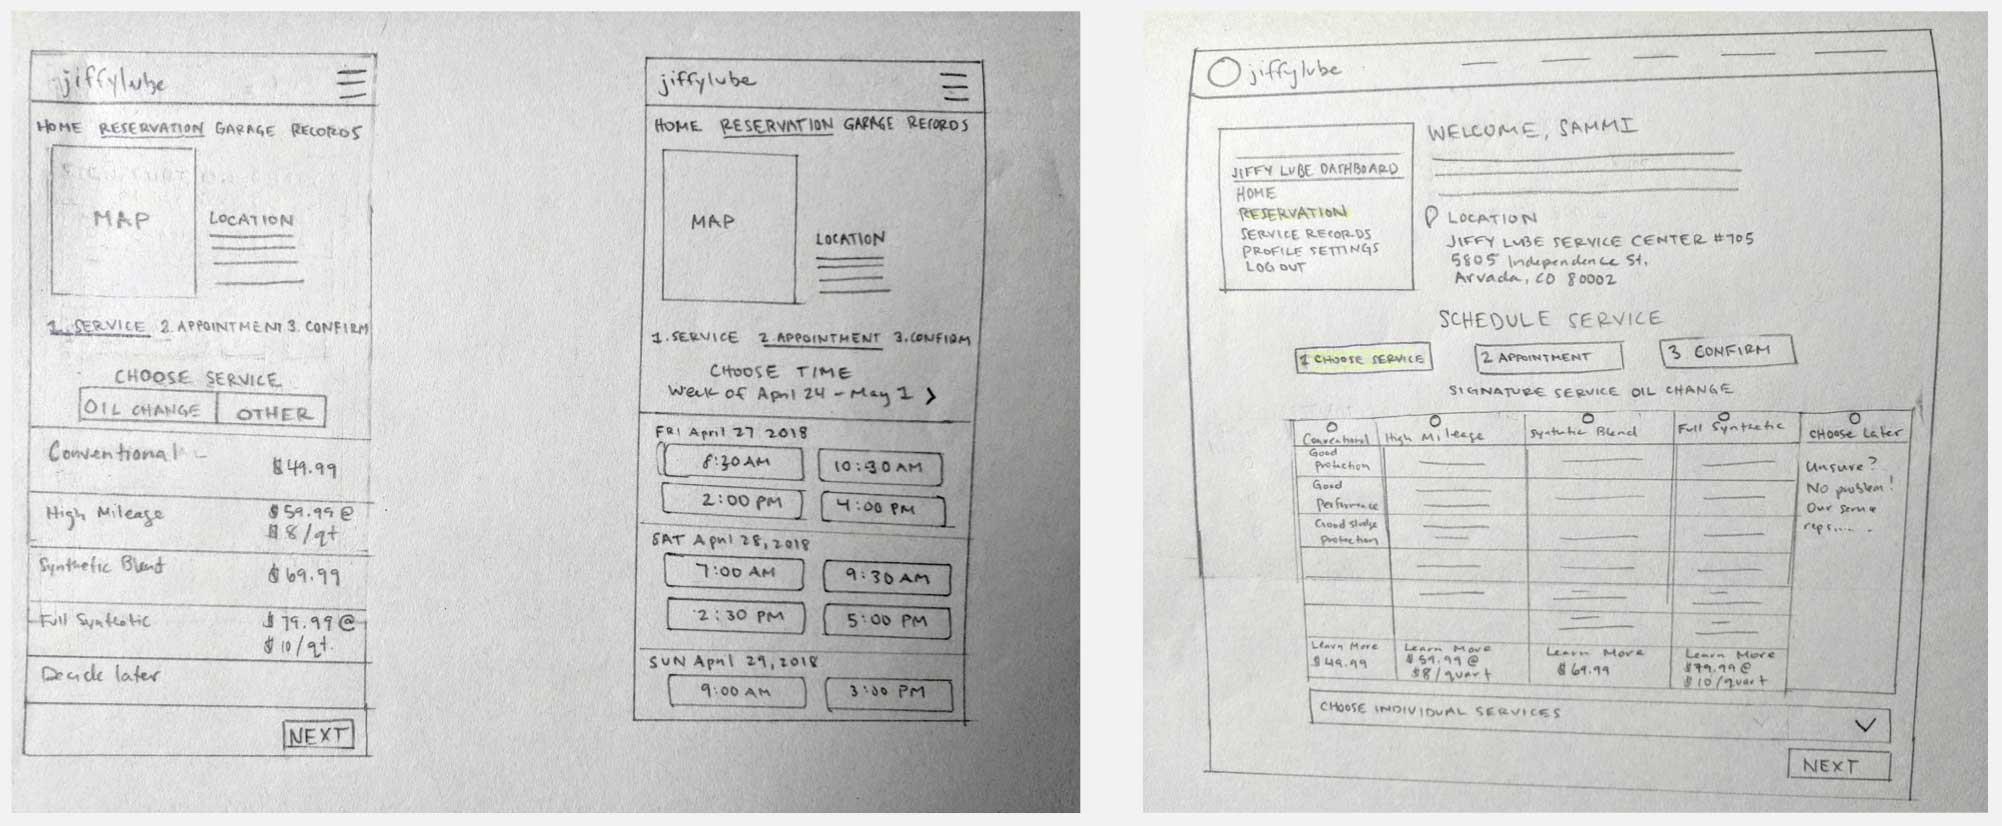 jiffylube
HOME RESERVATION GARAGE RECORDS
MAP
LOCATION
1. SERVICE 2. APPOINTMENT 3. CONFIRM
CHOOSE SERVICE
OIL CHANGE OTHER
Conventional $49.99
High Mileage $59.99 @
$8/qt
Synthetic Blend $69.99
Full Syntetic $79.99 @
$10/qt.
Decide later
NEXT
jiffylube
HOME RESERVATION GARAGE RECORDS
MAP
LOCATION
1. SERVICE 2. APPOINTMENT 3. CONFIRM
CHOOSE TIME
Week of April 24 - May 1 >
FRI April 27 2018
8:30 AM 10:30 AM
2:00 PM 4:00 PM
SAT April 28, 2018
7:00 AM 9:30 AM
2:30 PM 5:00 PM
SUN April 29, 2018
9:00 AM 3:00 PM
jiffylube
WELCOME, SAMMI
JIFFY LUBE DASHBOARD
HOME
RESERVATION
SERVICE RECORDS
PROFILE SETTINGS
LOG OUT
LOCATION
JIFFY LUBE SERVICE CENTER #705
5805 Independence St.
Arvada, CO 80002
SCHEDULE SERVICE
1 CHOOSE SERVICE 2 APPOINTMENT 3 CONFIRM
SIGNATURE SERVICE OIL CHANGE
Conventional High Mileage Synthetic Blend Full Synthetic CHOOSE Later
Good
protection
Good
performance
Good sludge
protection
Unsure?
No problem!
Our
reps.....
Learn More Learn More Learn More Learn More
$49.99 $59.99 @ $69.99 $79.99 @
$8/quart $10/quart
CHOOSE INDIVIDUAL SERVICES
NEXT